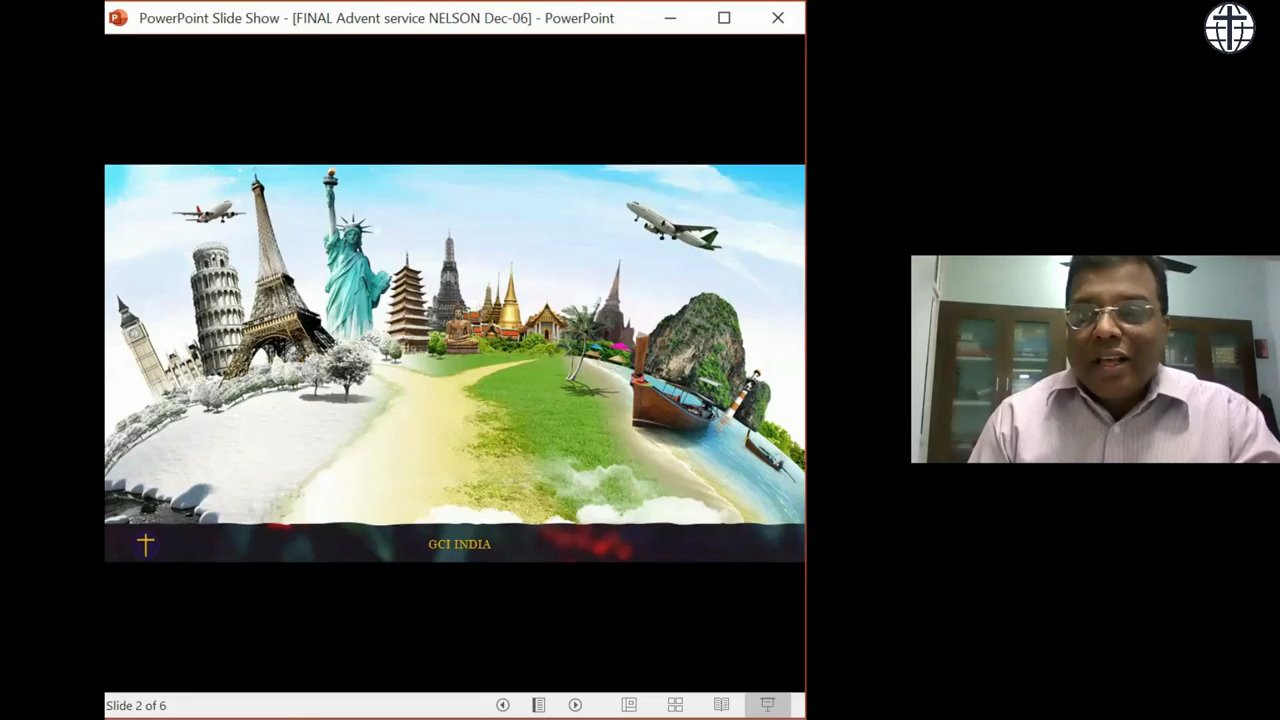 PowerPoint Slide Show - [FINAL Advent service NELSON Dec-06] - PowerPoint
GCI INDIA
Slide 2 of 6